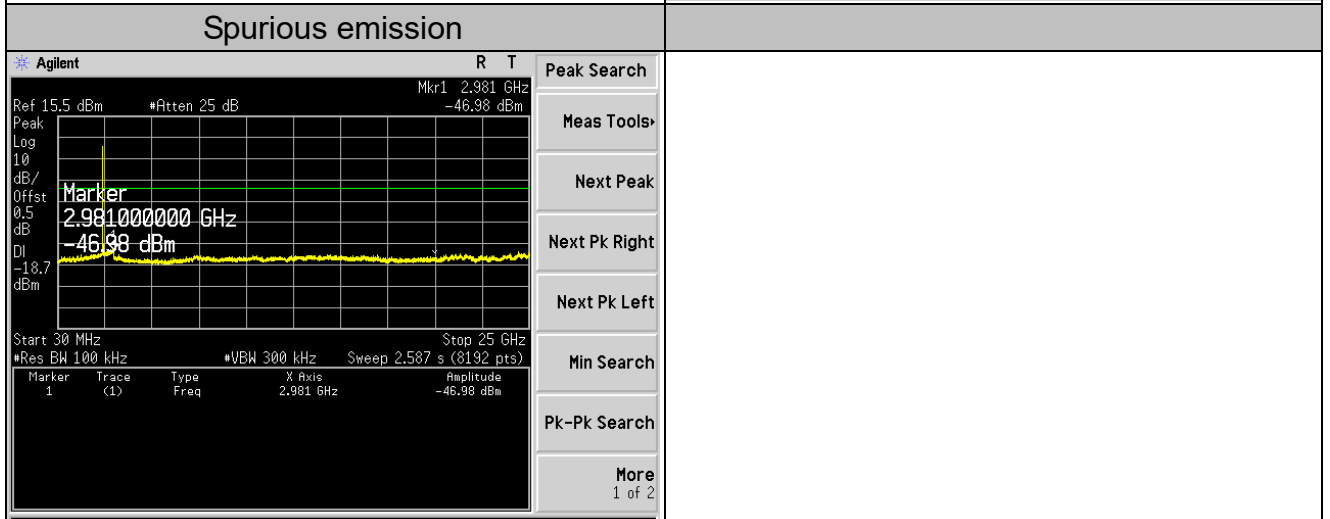 Spurious emission
Agilent R T
Mkr1 2.981 GHz
Ref 15.5 dBm #Atten 25 dB -46.98 dBm
Peak
Log
10
dB/
Offst
0.5
dB
DI
-18.7
dBm
Marker
2.981000000 GHz
-46.98 dBm
Start 30 MHz Stop 25 GHz
#Res BW 100 kHz #VBW 300 kHz Sweep 2.587 s (8192 pts)
Marker Trace Type X Axis Amplitude
1 (1) Freq 2.981 GHz -46.98 dBm
Peak Search
Meas Tools
Next Peak
Next Pk Right
Next Pk Left
Min Search
Pk-Pk Search
More
1 of 2